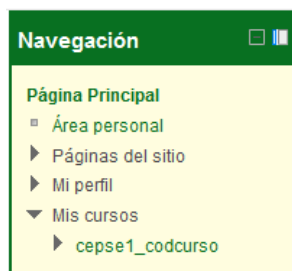 Navegación
Página Principal
Área personal
Páginas del sitio
Mi perfil
Mis cursos
cepse1_codcurso